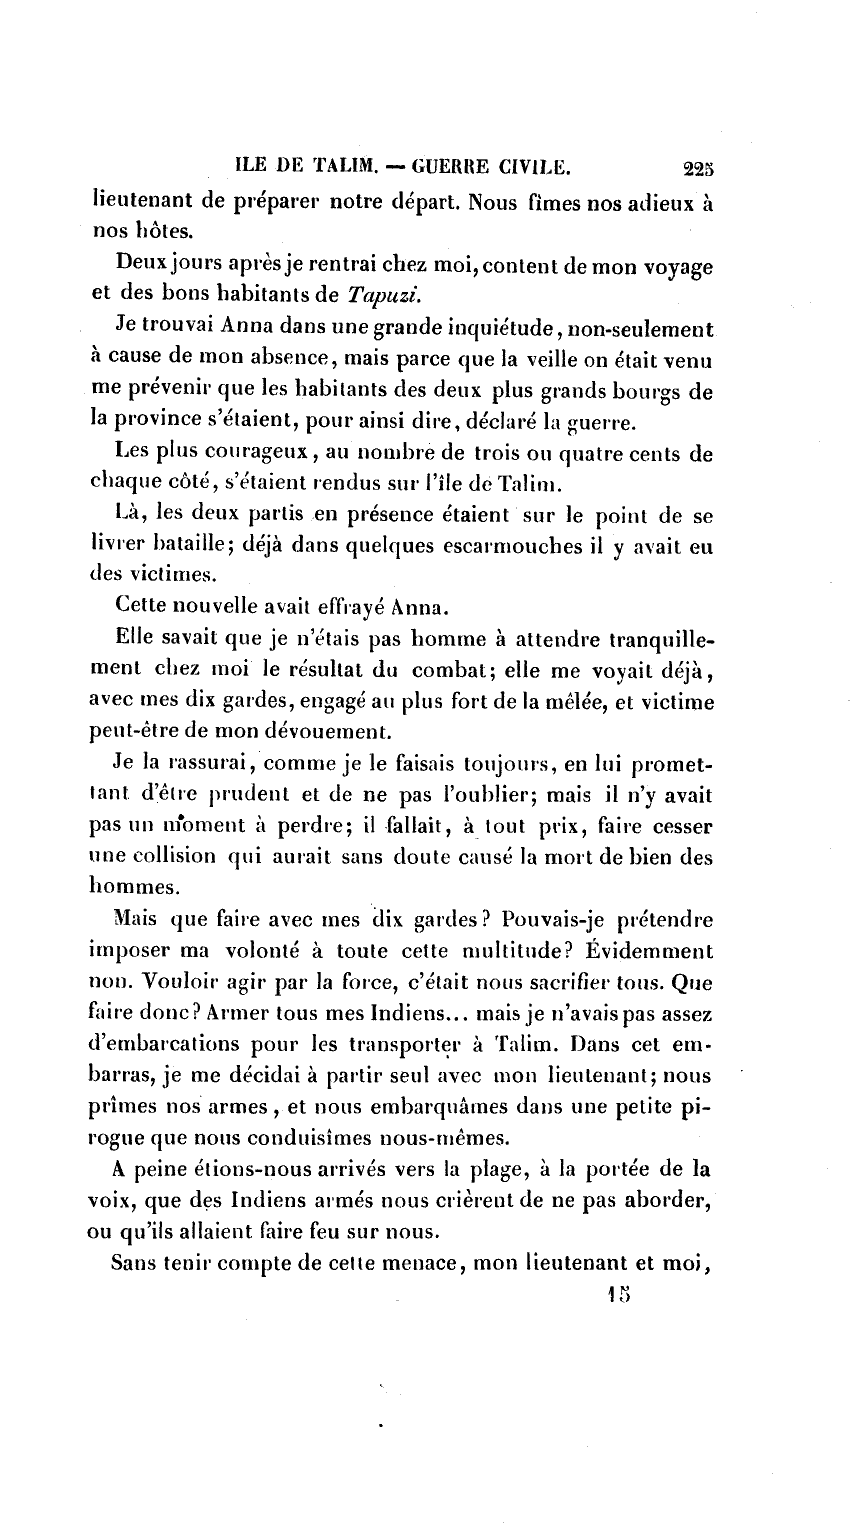 ILE DE TALIM. — GUERRE CIVILE. 225
lieutenant de préparer notre départ. Nous fîmes nos adieux à
nos hôtes.
Deux jours après je rentrai chez moi, content de mon voyage
et des bons habitants de Tapuzi.
Je trouvai Anna dans une grande inquiétude, non-seulement
à cause de mon absence, mais parce que la veille on était venu
me prévenir que les habitants des deux plus grands bourgs de
la province s'étaient, pour ainsi dire, déclaré la guerre.
Les plus courageux, au nombre de trois ou quatre cents de
chaque côté, s'étaient rendus sur l'île de Talim.
Là, les deux partis en présence étaient sur le point de se
livrer bataille; déjà dans quelques escarmouches il y avait eu
des victimes.
Cette nouvelle avait effrayé Anna.
Elle savait que je n'étais pas homme à attendre tranquille-
ment chez moi le résultat du combat; elle me voyait déjà,
avec mes dix gardes, engagé au plus fort de la mêlée, et victime
peut-être de mon dévouement.
Je la rassurai, comme je le faisais toujours, en lui promet-
tant d'être prudent et de ne pas l'oublier; mais il n'y avait
pas un moment à perdre; il fallait, à tout prix, faire cesser
une collision qui aurait sans doute causé la mort de bien des
hommes.
Mais que faire avec mes dix gardes? Pouvais-je prétendre
imposer ma volonté à toute cette multitude? Évidemment
non. Vouloir agir par la force, c'était nous sacrifier tous. Que
faire donc? Armer tous mes Indiens... mais je n'avais pas assez
d'embarcations pour les transporter à Talim. Dans cet em-
barras, je me décidai à partir seul avec mon lieutenant; nous
prîmes nos armes, et nous embarquâmes dans une petite pi-
rogue que nous conduisîmes nous-mêmes.
A peine étions-nous arrivés vers la plage, à la portée de la
voix, que des Indiens armés nous crièrent de ne pas aborder,
ou qu'ils allaient faire feu sur nous.
Sans tenir compte de cette menace, mon lieutenant et moi,
15